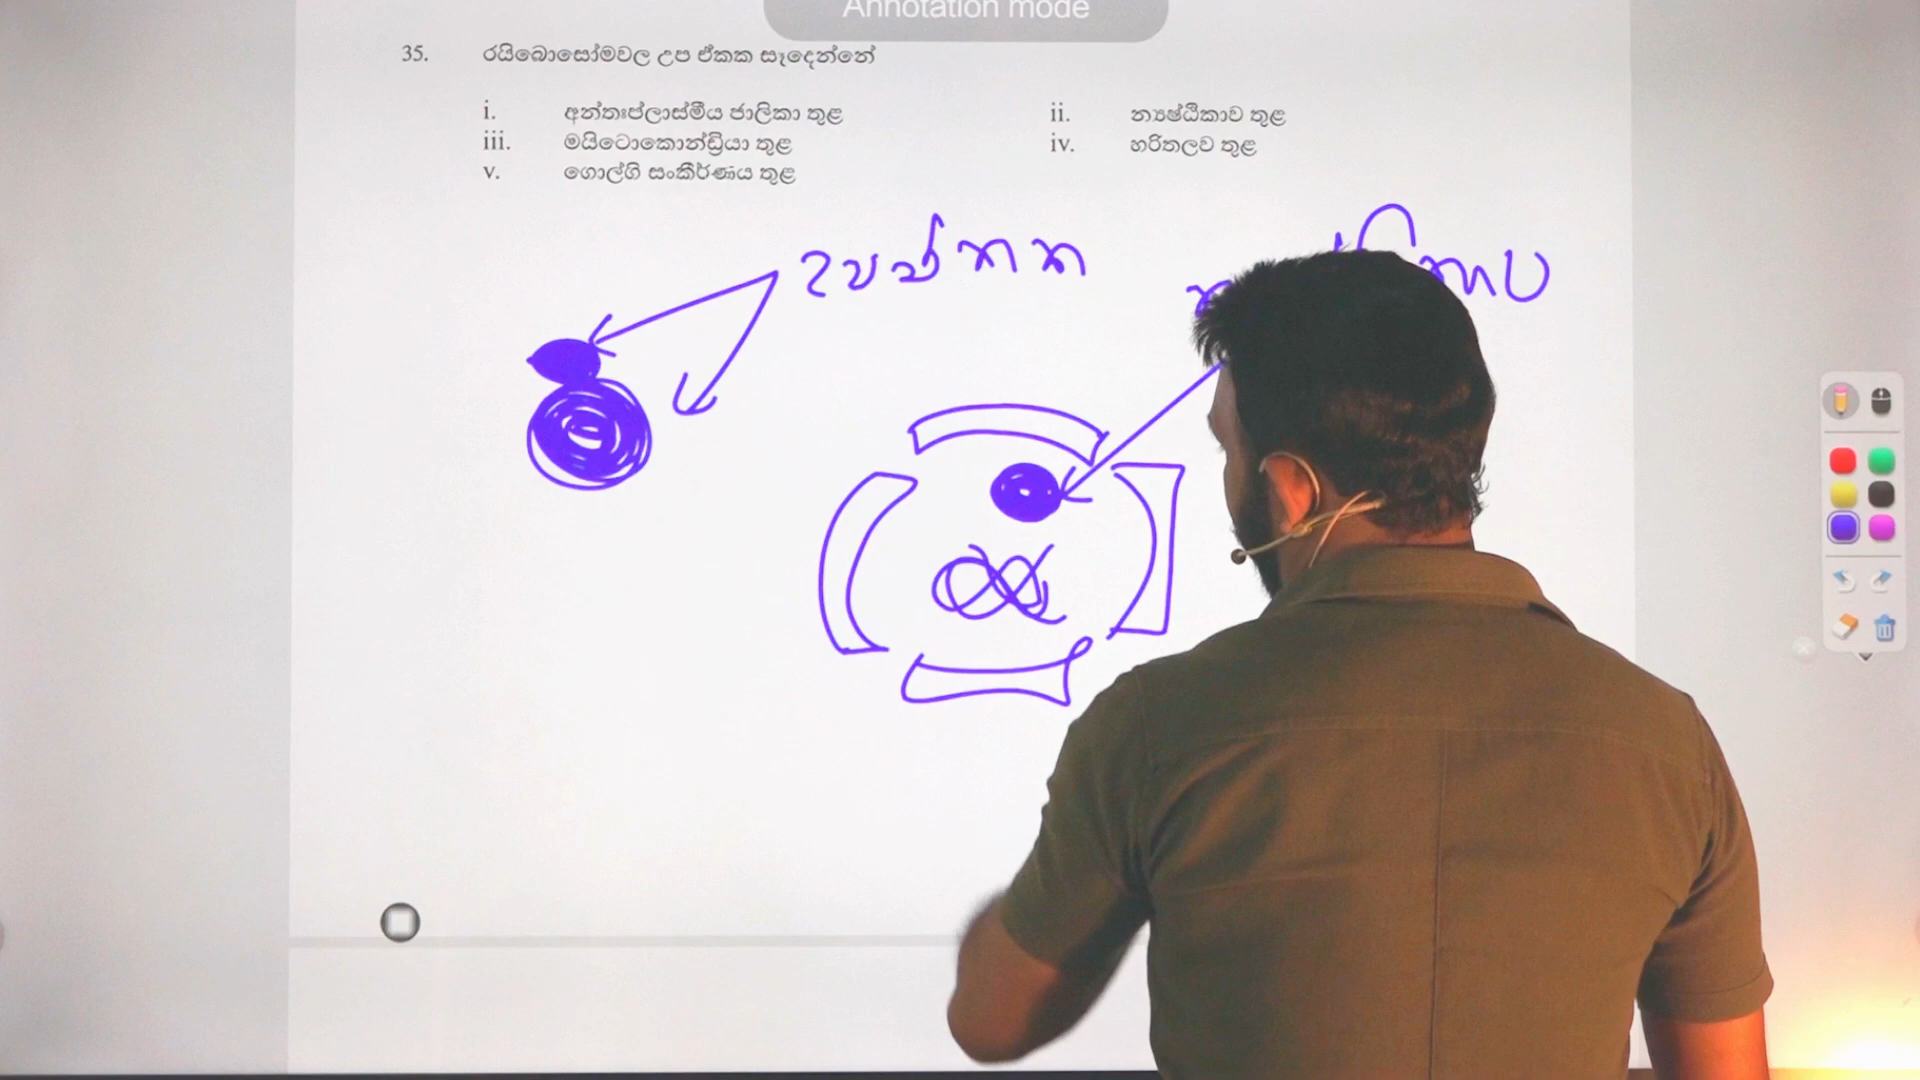 Annotation mode
35. රයිබොසෝමවල උප ඒකක සෑදෙන්නේ
i. අන්තඃප්ලාස්මීය ජාලිකා තුළ
ii. න්‍යෂ්ඨිකාව තුළ
iii. මයිටොකොන්ඩ්‍රියා තුළ
iv. හරිතලව තුළ
v. ගොල්ගි සංකීර්ණය තුළ
උපඒකක